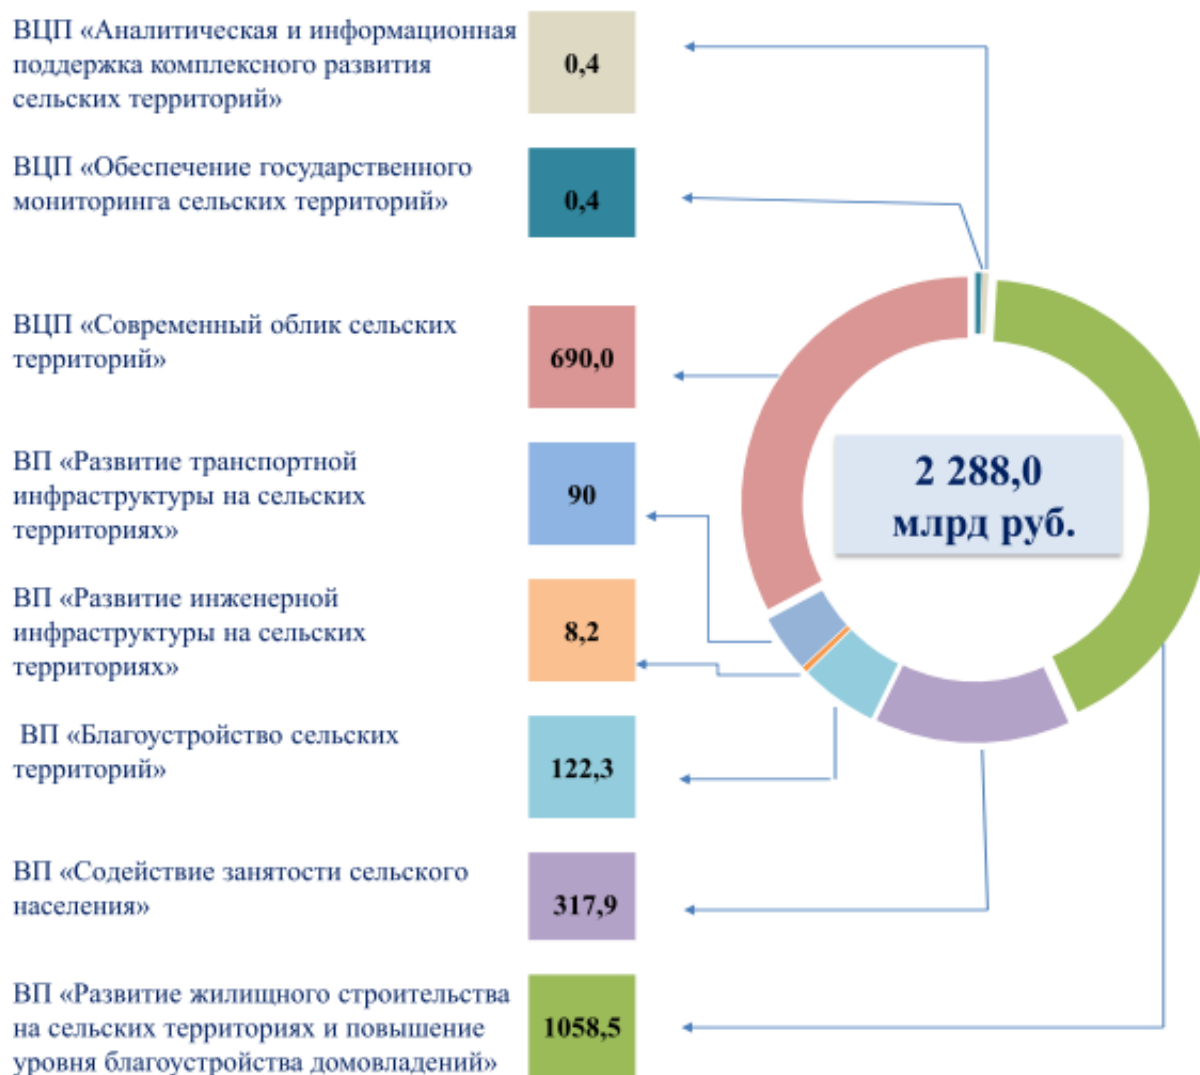 ВЦП «Аналитическая и информационная
поддержка комплексного развития
сельских территорий»
0,4
ВЦП «Обеспечение государственного
мониторинга сельских территорий»
0,4
ВЦП «Современный облик сельских
территорий»
690,0
ВП «Развитие транспортной
инфраструктуры на сельских
территориях»
90
ВП «Развитие инженерной
инфраструктуры на сельских
территориях»
8,2
ВП «Благоустройство сельских
территорий»
122,3
ВП «Содействие занятости сельского
населения»
317,9
ВП «Развитие жилищного строительства
на сельских территориях и повышение
уровня благоустройства домовладений»
1058,5
2 288,0
млрд руб.